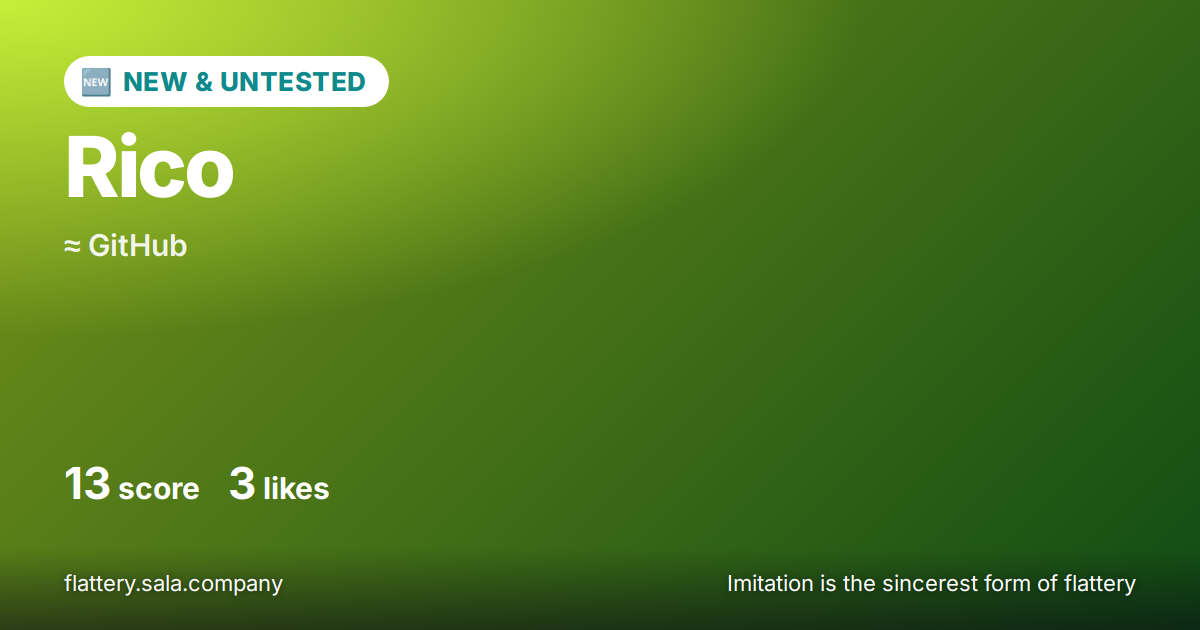 🆕 NEW & UNTESTED
Rico
≈ GitHub
13 score 3 likes
flattery.sala.company
Imitation is the sincerest form of flattery